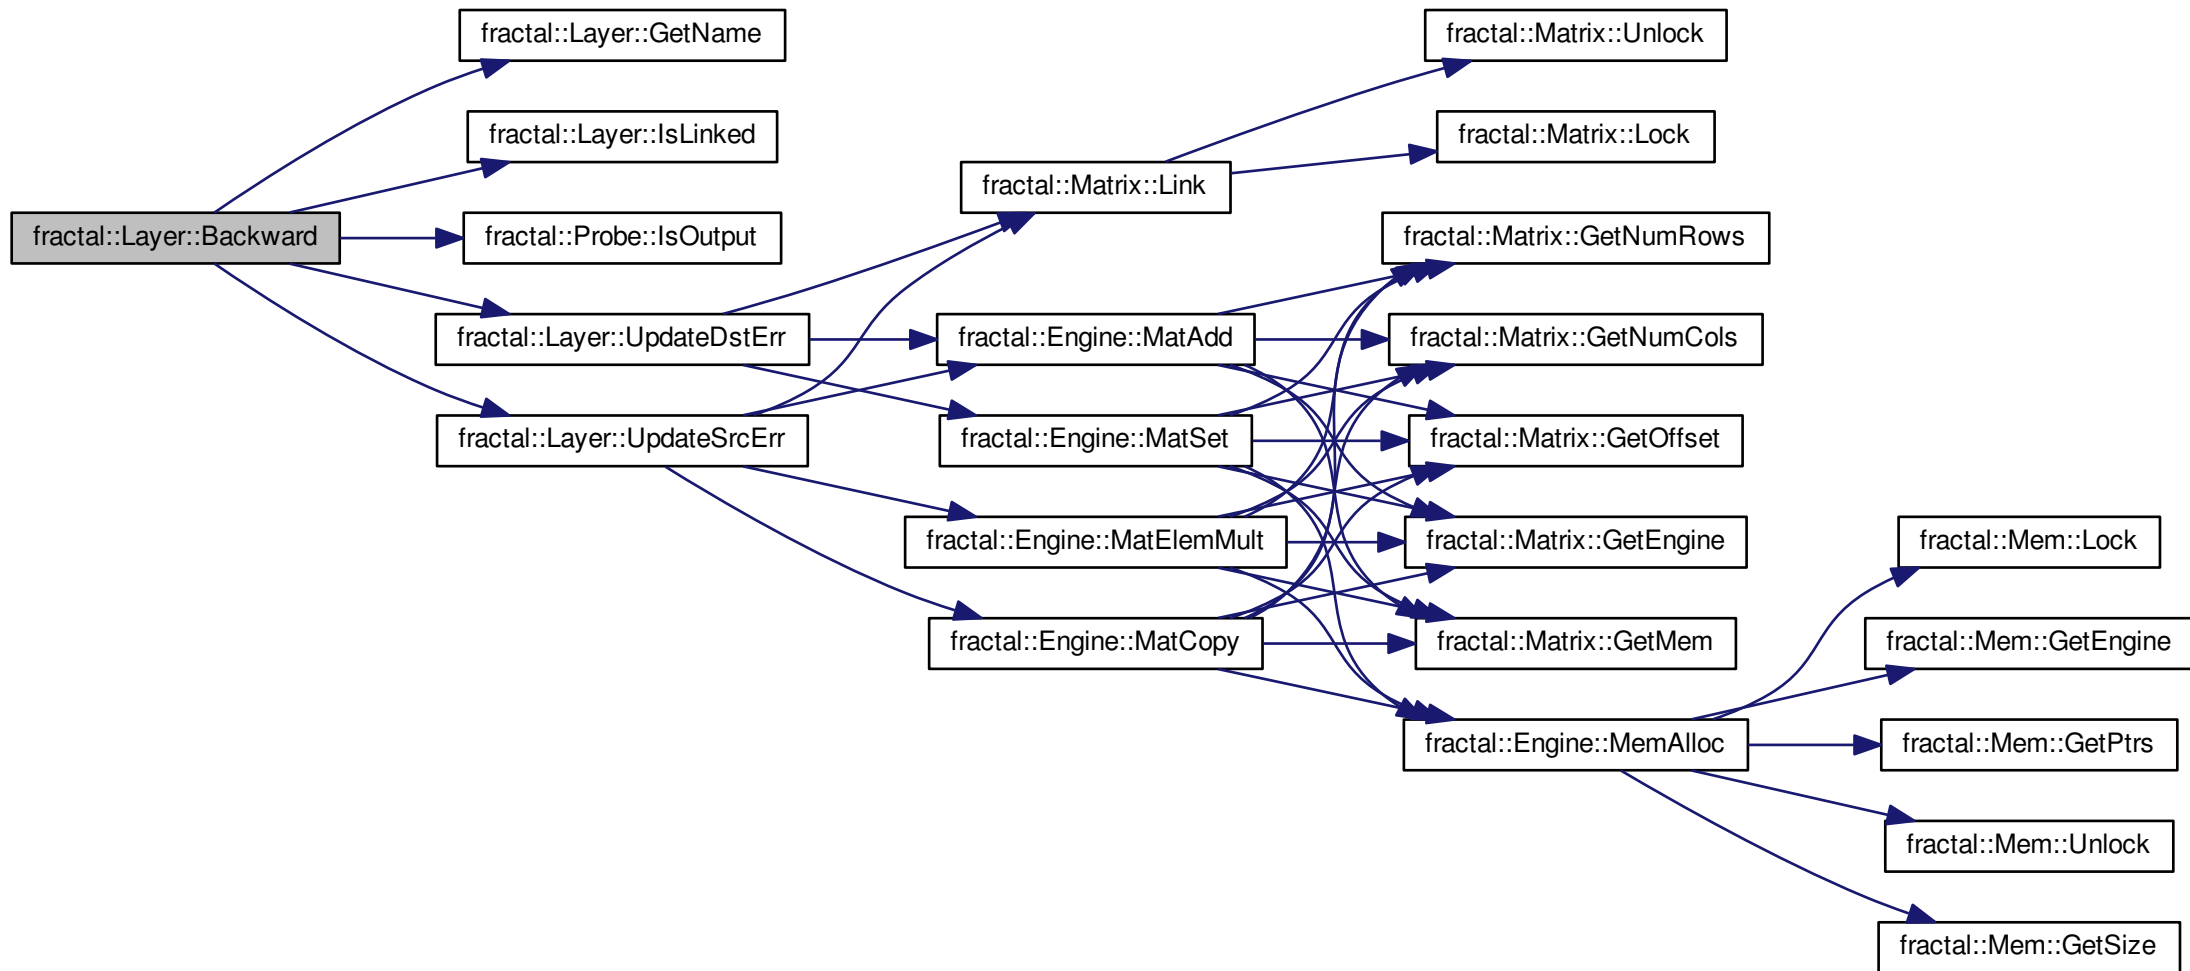 fractal::Layer::GetName
fractal::Matrix::Unlock
fractal::Layer::IsLinked
fractal::Matrix::Lock
fractal::Matrix::Link
fractal::Layer::Backward
fractal::Probe::IsOutput
fractal::Matrix::GetNumRows
fractal::Layer::UpdateDstErr
fractal::Engine::MatAdd
fractal::Matrix::GetNumCols
fractal::Layer::UpdateSrcErr
fractal::Engine::MatSet
fractal::Matrix::GetOffset
fractal::Engine::MatElemMult
fractal::Matrix::GetEngine
fractal::Mem::Lock
fractal::Engine::MatCopy
fractal::Matrix::GetMem
fractal::Mem::GetEngine
fractal::Engine::MemAlloc
fractal::Mem::GetPtrs
fractal::Mem::Unlock
fractal::Mem::GetSize